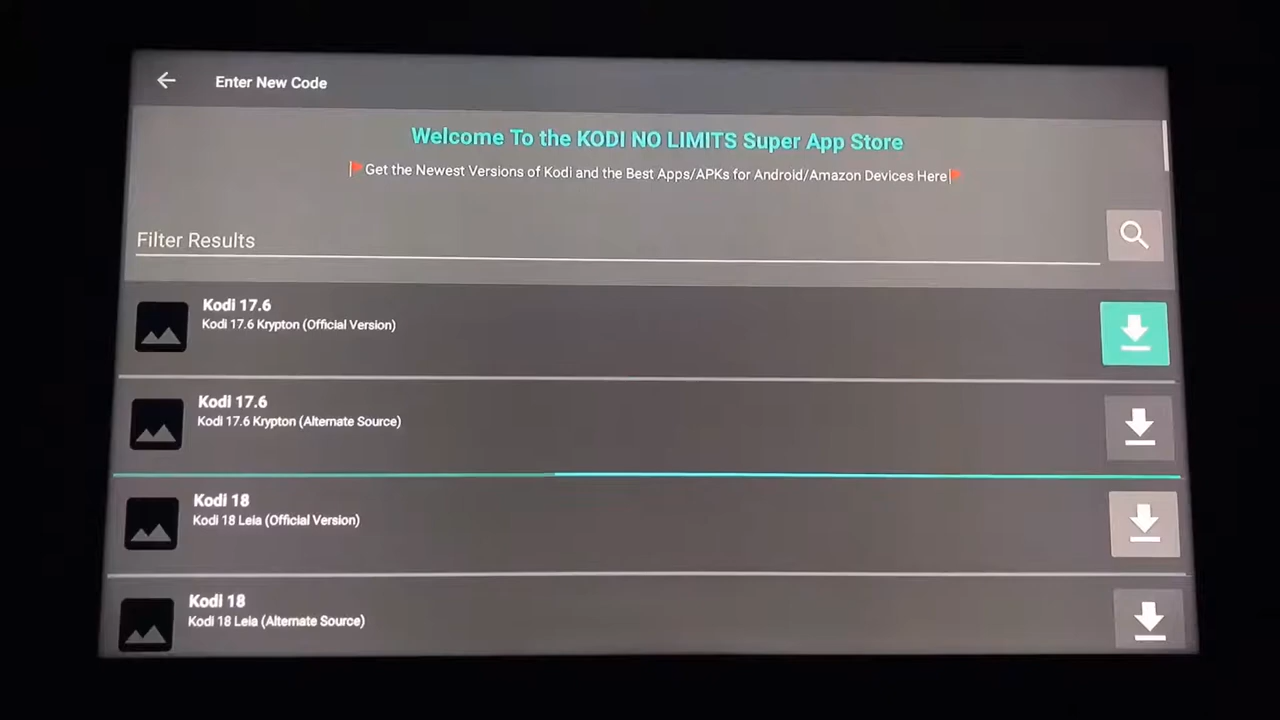 Enter New Code
Welcome To the KODI NO LIMITS Super App Store
Get the Newest Versions of Kodi and the Best Apps/APKs for Android/Amazon Devices Here
Filter Results
Kodi 17.6
Kodi 17.6 Krypton (Official Version)
Kodi 17.6
Kodi 17.6 Krypton (Alternate Source)
Kodi 18
Kodi 18 Leia (Official Version)
Kodi 18
Kodi 18 Leia (Alternate Source)